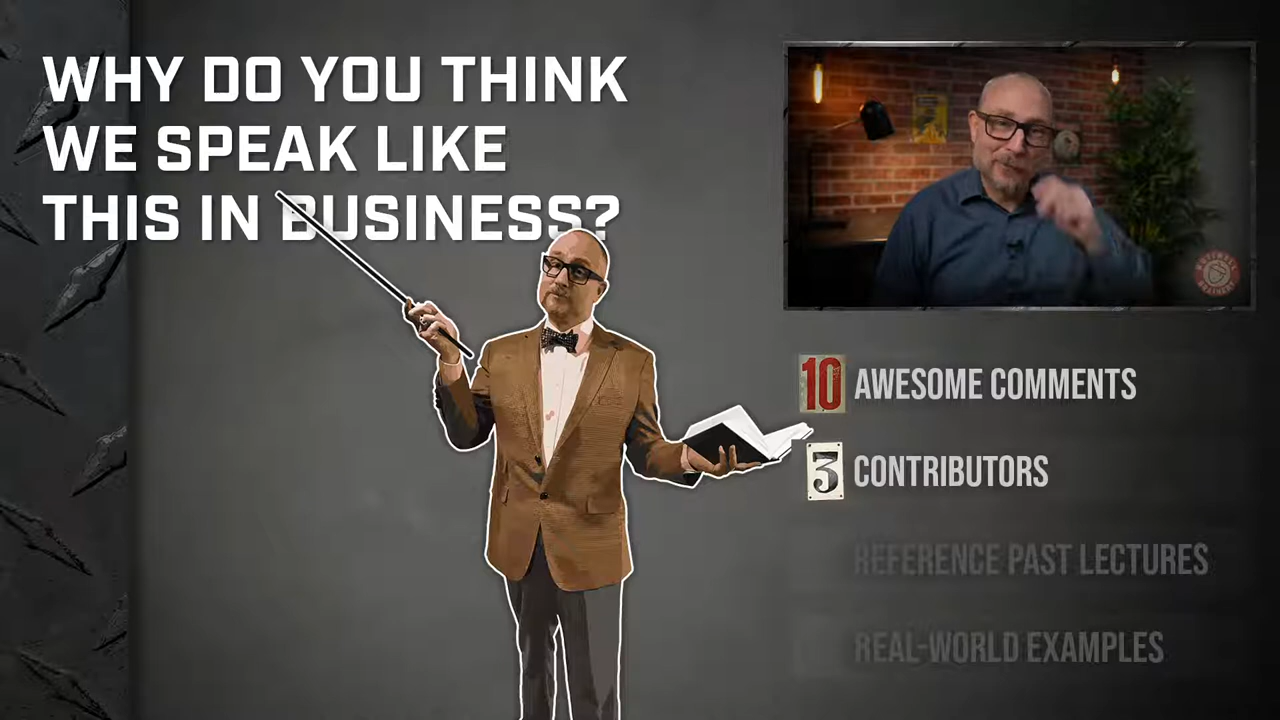 WHY DO YOU THINK
WE SPEAK LIKE
THIS IN BUSINESS?
10 AWESOME COMMENTS
3 CONTRIBUTORS
REFERENCE PAST LECTURES
REAL-WORLD EXAMPLES